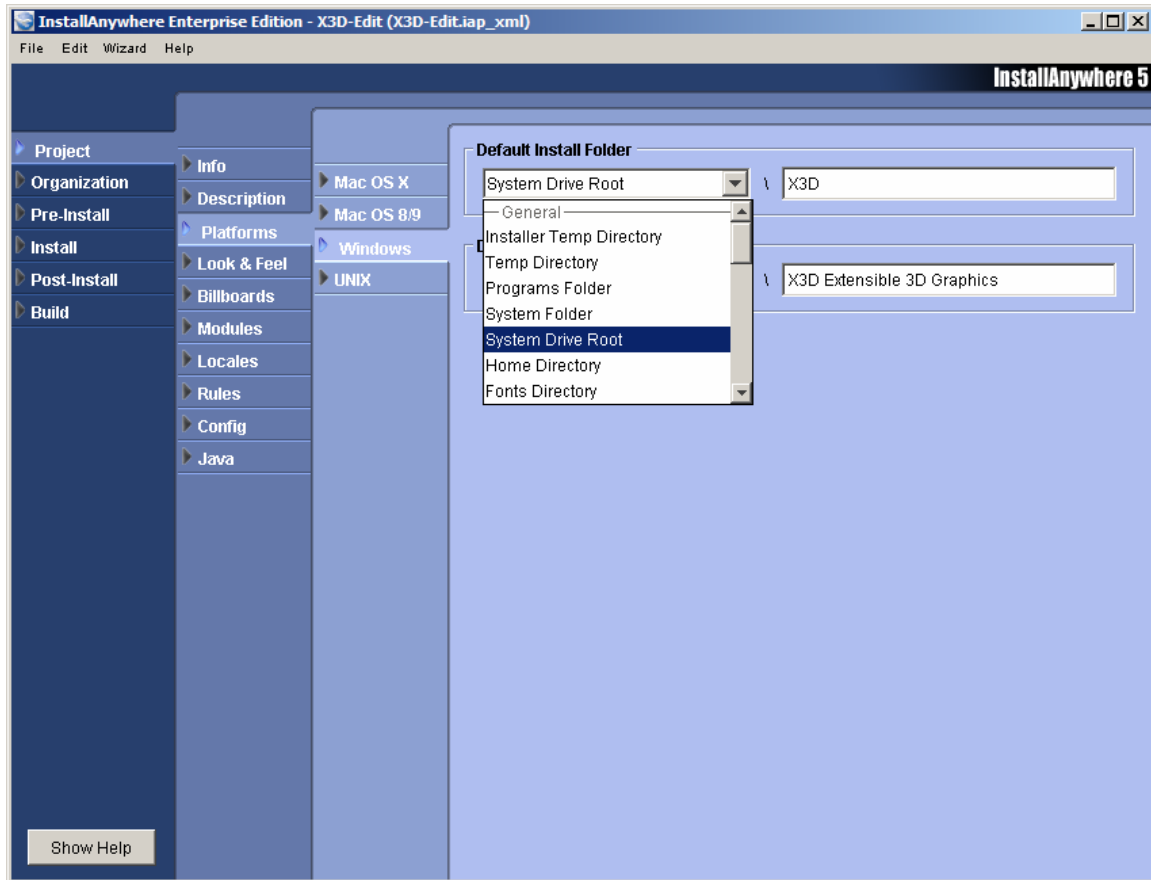 InstallAnywhere Enterprise Edition - X3D-Edit (X3D-Edit.iap_xml)
File Edit Wizard Help
InstallAnywhere 5
Project
Organization
Pre-Install
Install
Post-Install
Build
Info
Description
Platforms
Look & Feel
Billboards
Modules
Locales
Rules
Config
Java
Mac OS X
Mac OS 8/9
Windows
UNIX
Default Install Folder
System Drive Root \ X3D
General
Installer Temp Directory
Temp Directory
Programs Folder
System Folder
System Drive Root
Home Directory
Fonts Directory
D
\ X3D Extensible 3D Graphics
Show Help